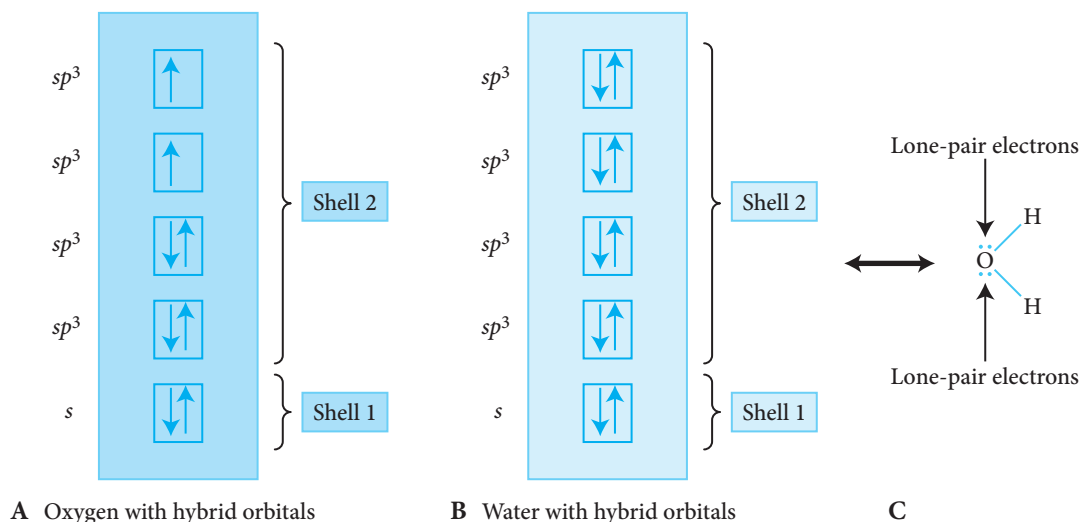 sp³
sp³
sp³
sp³
s
Shell 2
Shell 1
A Oxygen with hybrid orbitals
sp³
sp³
sp³
sp³
s
Shell 2
Shell 1
B Water with hybrid orbitals
Lone-pair electrons
H
O
H
Lone-pair electrons
C